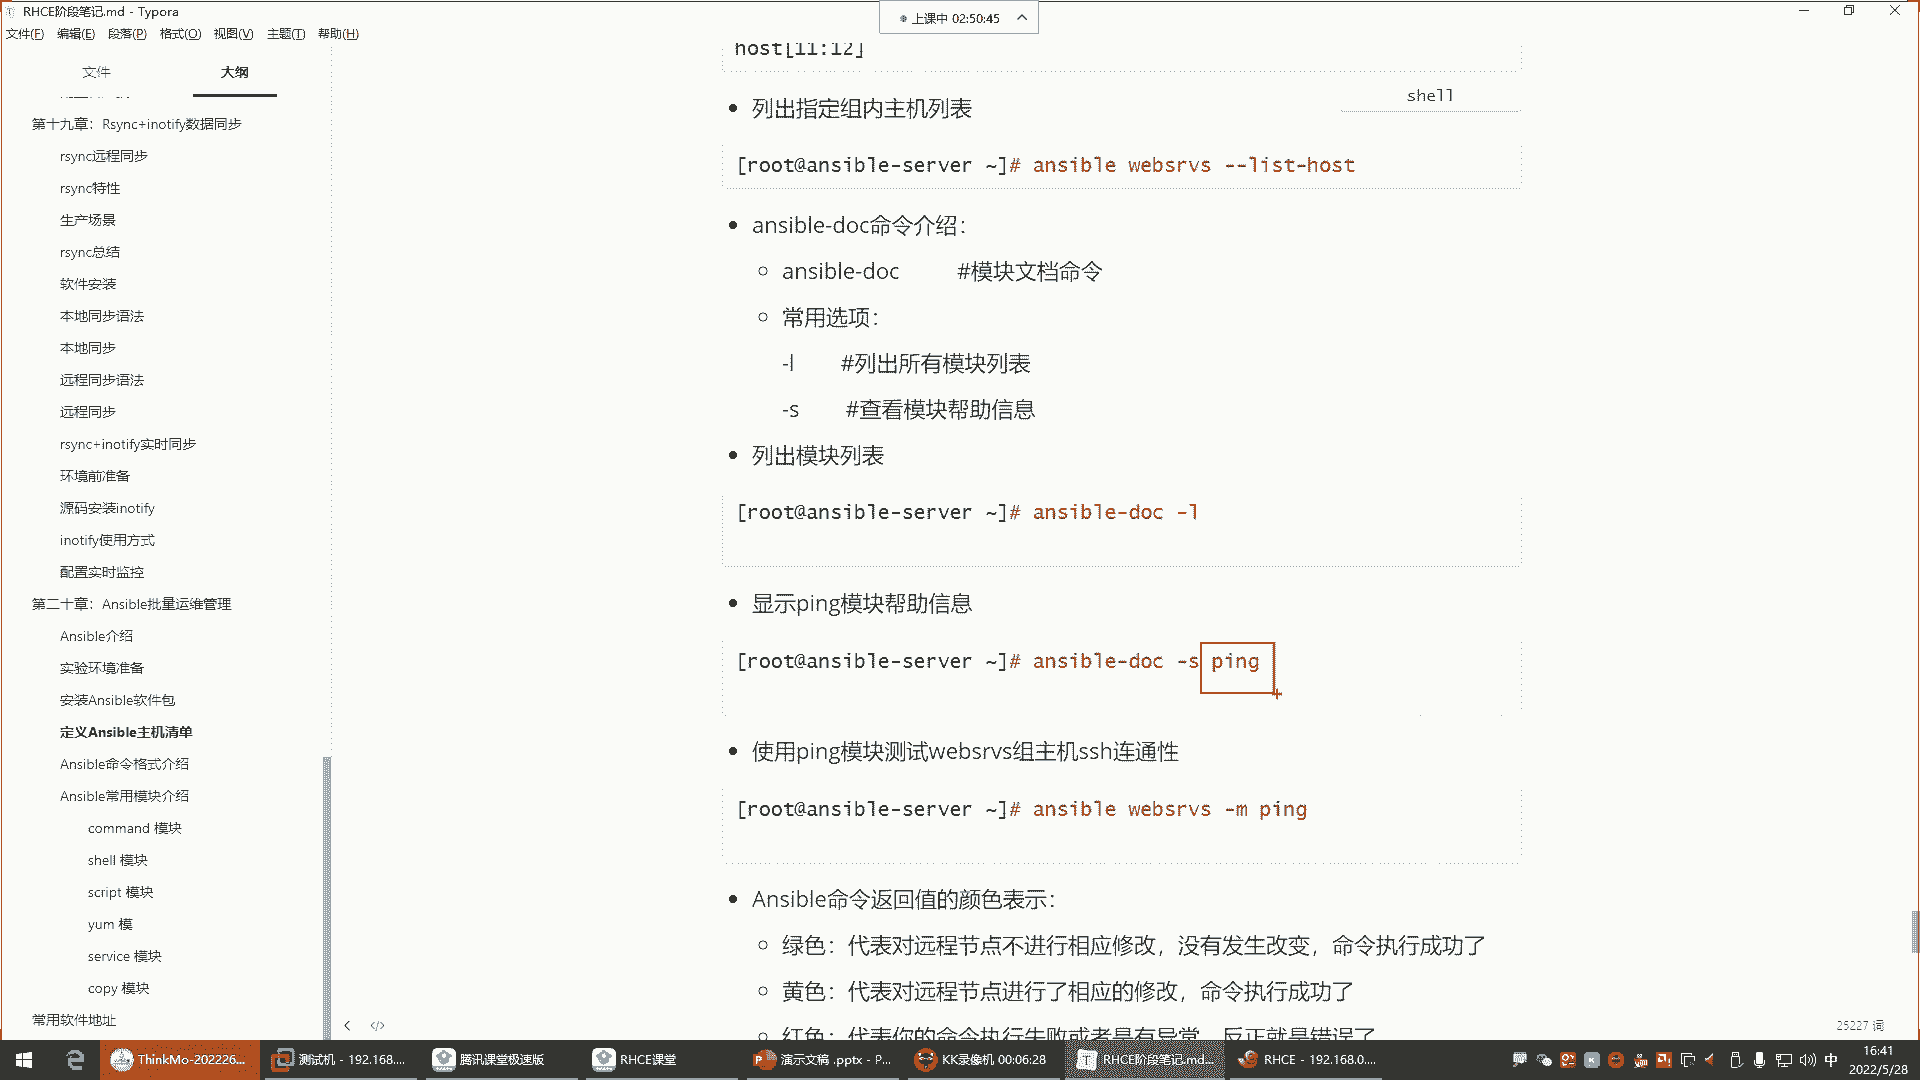 RHCE阶段笔记.md - Typora
上课中 02:50:45
文件(F) 编辑(E) 段落(P) 格式(O) 视图(V) 主题(T) 帮助(H)
文件 大纲
第十九章：Rsync+inotify数据同步
rsync远程同步
rsync特性
生产场景
rsync总结
软件安装
本地同步语法
本地同步
远程同步语法
远程同步
rsync+inotify实时同步
环境前准备
源码安装inotify
inotify使用方式
配置实时监控
第二十章：Ansible批量运维管理
Ansible介绍
实验环境准备
安装Ansible软件包
定义Ansible主机清单
Ansible命令格式介绍
Ansible常用模块介绍
command 模块
shell 模块
script 模块
yum 模
service 模块
copy 模块
常用软件地址
host[11:12]
shell
列出指定组内主机列表
[root@ansible-server ~]# ansible websrvs --list-host
ansible-doc命令介绍：
ansible-doc #模块文档命令
常用选项：
-l #列出所有模块列表
-s #查看模块帮助信息
列出模块列表
[root@ansible-server ~]# ansible-doc -l
显示ping模块帮助信息
[root@ansible-server ~]# ansible-doc -s ping
使用ping模块测试websrvs组主机ssh连通性
[root@ansible-server ~]# ansible websrvs -m ping
Ansible命令返回值的颜色表示：
绿色：代表对远程节点不进行相应修改，没有发生改变，命令执行成功了
黄色：代表对远程节点进行了相应的修改，命令执行成功了
红色：代表你的命令执行失败或者是有异常，反正就是错误了
25227 词
ThinkMo-202226... 测试机 - 192.168.... 腾讯课堂极速版 RHCE课堂 演示文稿 .pptx - P... KK录像机 00:06:28 RHCE阶段笔记.md... RHCE - 192.168.0.... 中 16:41
2022/5/28